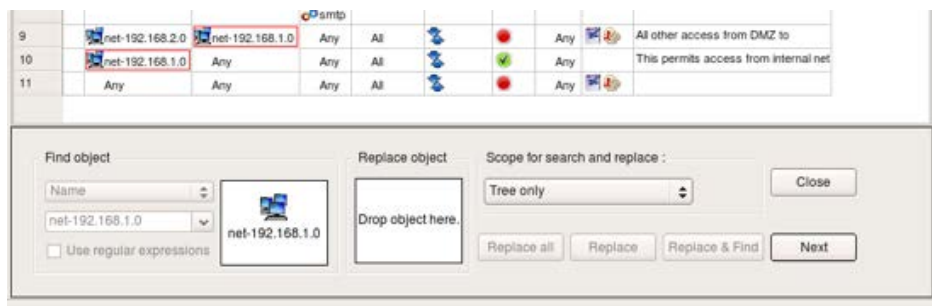 smtp
9 net-192.168.2.0 net-192.168.1.0 Any All Any All other access from DMZ to
10 net-192.168.1.0 Any Any All Any This permits access from internal net
11 Any Any Any All Any
Find object Replace object Scope for search and replace :
Name Tree only Close
net-192.168.1.0 net-192.168.1.0 Drop object here.
Use regular expressions Replace all Replace Replace & Find Next